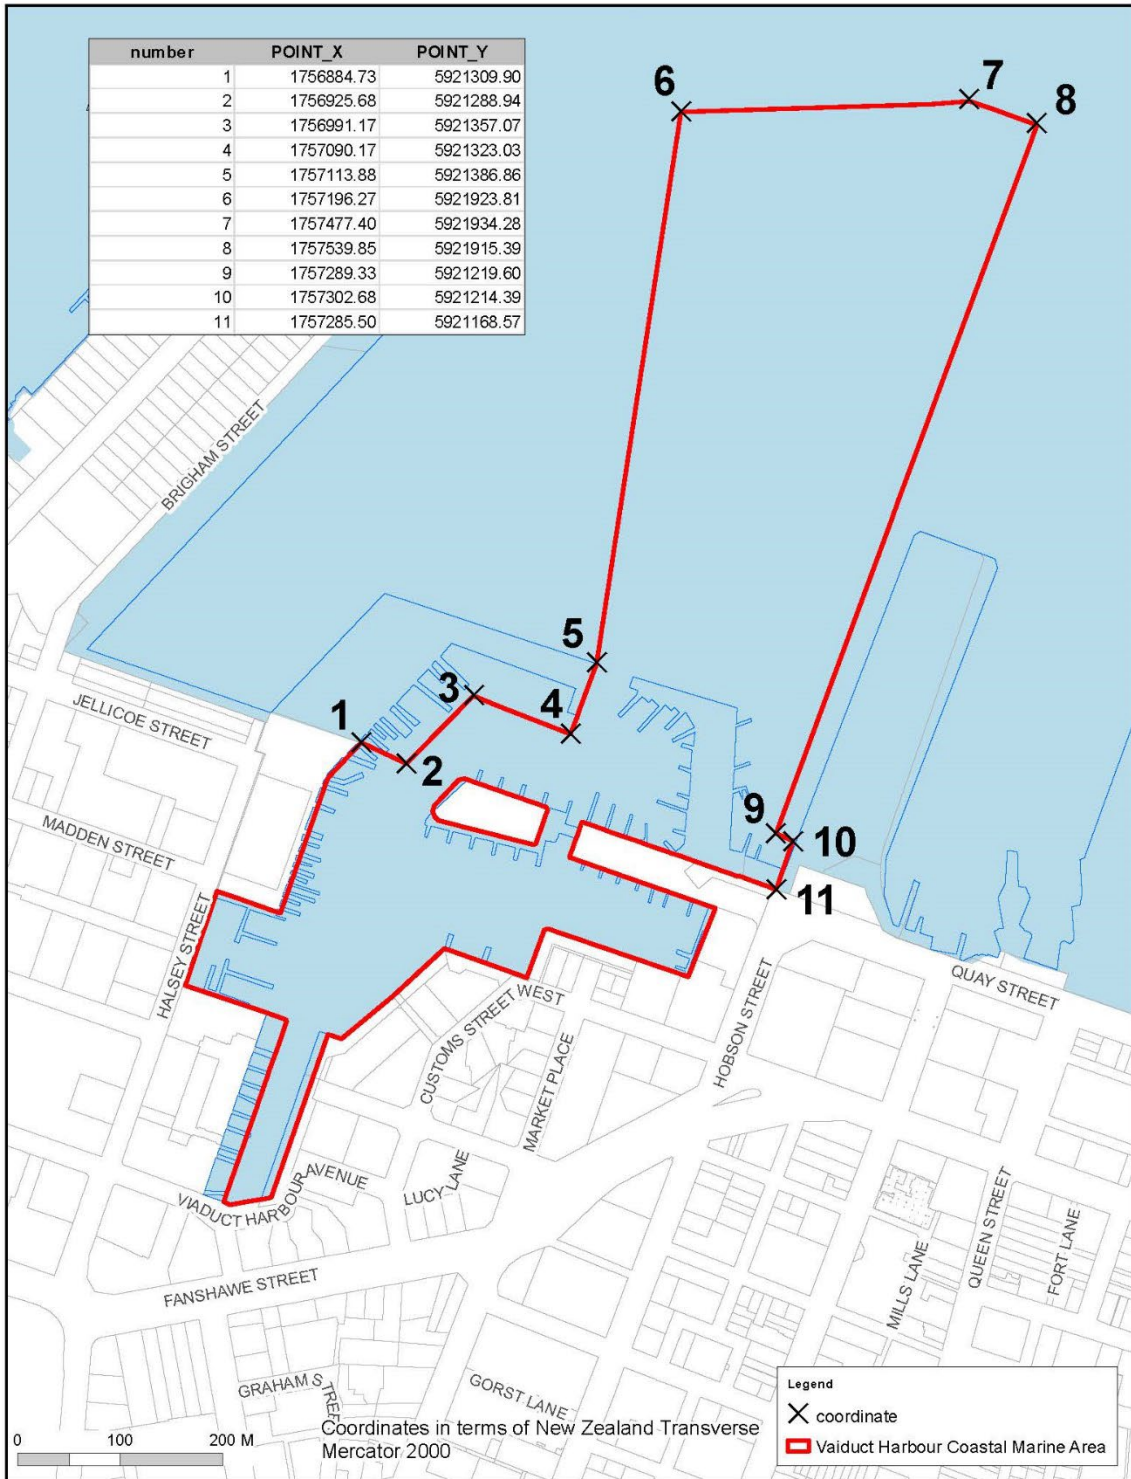 number POINT_X POINT_Y
1 1756884.73 5921309.90
2 1756925.68 5921288.94
3 1756991.17 5921357.07
4 1757090.17 5921323.03
5 1757113.88 5921386.86
6 1757196.27 5921923.81
7 1757477.40 5921934.28
8 1757539.85 5921915.39
9 1757289.33 5921219.60
10 1757302.68 5921214.39
11 1757285.50 5921168.57
6
7
8
BRIGHAM STREET
5
3
4
1
2
JELLICOE STREET
MADDEN STREET
9
10
11
HALSEY STREET
QUAY STREET
CUSTOMS STREET WEST
MARKET PLACE
HOBSON STREET
VIADUCT HARBOUR AVENUE
LUCY LANE
FANSHAWE STREET
MILLS LANE
QUEEN STREET
FORT LANE
GRAHAM STREET
GORST LANE
Coordinates in terms of New Zealand Transverse
Mercator 2000
0 100 200 M
Legend
coordinate
Vaiduct Harbour Coastal Marine Area